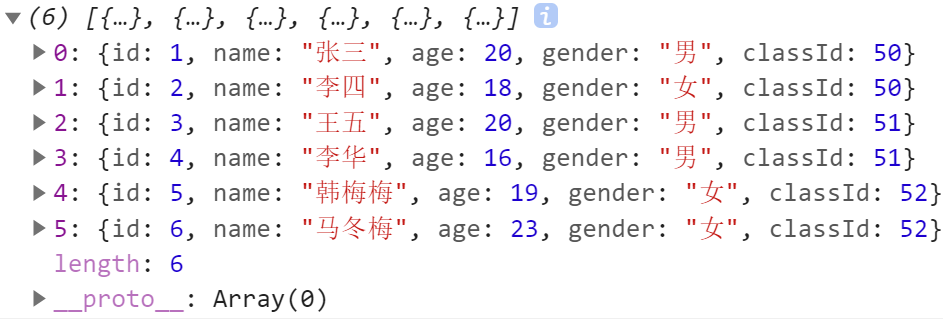 (6) [{…}, {…}, {…}, {…}, {…}, {…}] i
0: {id: 1, name: "张三", age: 20, gender: "男", classId: 50}
1: {id: 2, name: "李四", age: 18, gender: "女", classId: 50}
2: {id: 3, name: "王五", age: 20, gender: "男", classId: 51}
3: {id: 4, name: "李华", age: 16, gender: "男", classId: 51}
4: {id: 5, name: "韩梅梅", age: 19, gender: "女", classId: 52}
5: {id: 6, name: "马冬梅", age: 23, gender: "女", classId: 52}
length: 6
__proto__: Array(0)